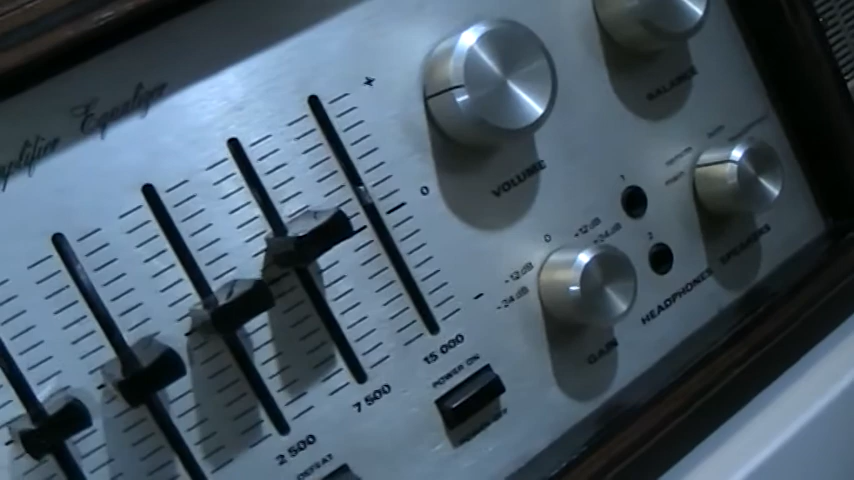 Amplifier Equalizer
+
BALANCE
0
VOLUME
1
0
-12 dB
-24 dB
+12 dB
+24 dB
2
SPEAKERS
HEADPHONES
-
GAIN
15 000
POWER ON
7 500
2 500
DEFEAT